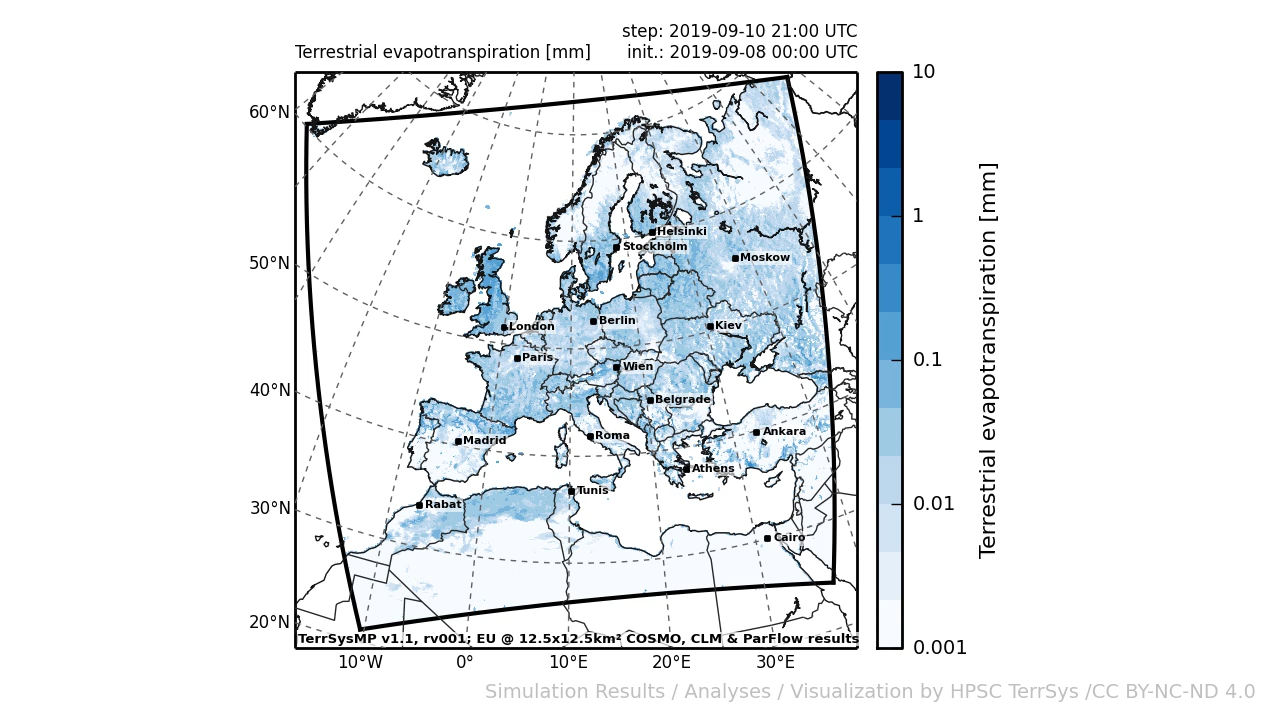 step: 2019-09-10 21:00 UTC
Terrestrial evapotranspiration [mm] init.: 2019-09-08 00:00 UTC
10
60°N
1
Helsinki
Stockholm
Moscow
50°N
Berlin
Kiev
London
Paris
0.1
Wien
40°N
Belgrade
Ankara
Roma
Madrid
Athens
Tunis
Rabat
0.01
30°N
Cairo
Terrestrial evapotranspiration [mm]
20°N
TerrSysMP v1.1, rv001; EU @ 12.5x12.5km² COSMO, CLM & ParFlow results
0.001
10°W 0° 10°E 20°E 30°E
Simulation Results / Analyses / Visualization by HPSC TerrSys /CC BY-NC-ND 4.0